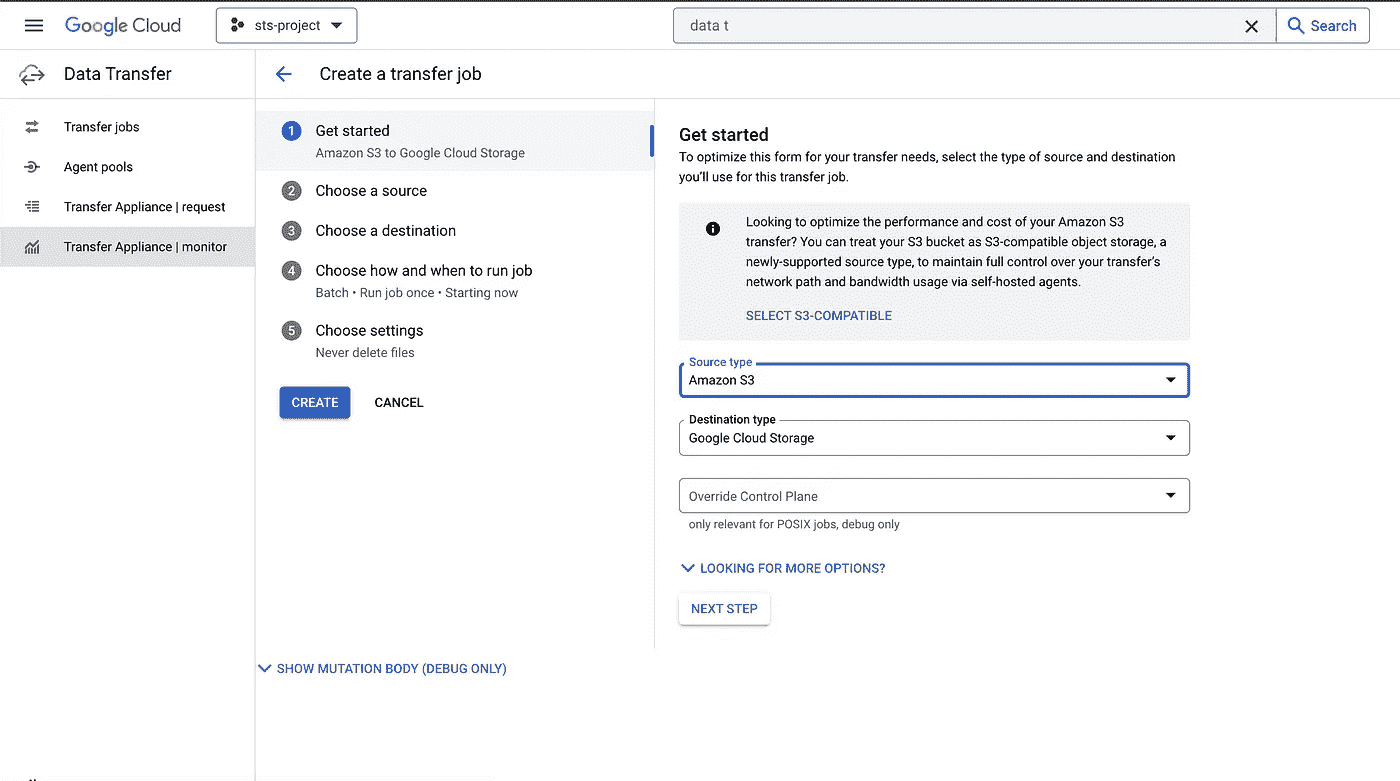 Google Cloud
sts-project
data t
Search
Data Transfer
Create a transfer job
Transfer jobs
Agent pools
Transfer Appliance | request
Transfer Appliance | monitor
1 Get started
Amazon S3 to Google Cloud Storage
2 Choose a source
3 Choose a destination
4 Choose how and when to run job
Batch • Run job once • Starting now
5 Choose settings
Never delete files
CREATE
CANCEL
Get started
To optimize this form for your transfer needs, select the type of source and destination
you'll use for this transfer job.
Looking to optimize the performance and cost of your Amazon S3
transfer? You can treat your S3 bucket as S3-compatible object storage, a
newly-supported source type, to maintain full control over your transfer's
network path and bandwidth usage via self-hosted agents.
SELECT S3-COMPATIBLE
Source type
Amazon S3
Destination type
Google Cloud Storage
Override Control Plane
only relevant for POSIX jobs, debug only
LOOKING FOR MORE OPTIONS?
NEXT STEP
SHOW MUTATION BODY (DEBUG ONLY)